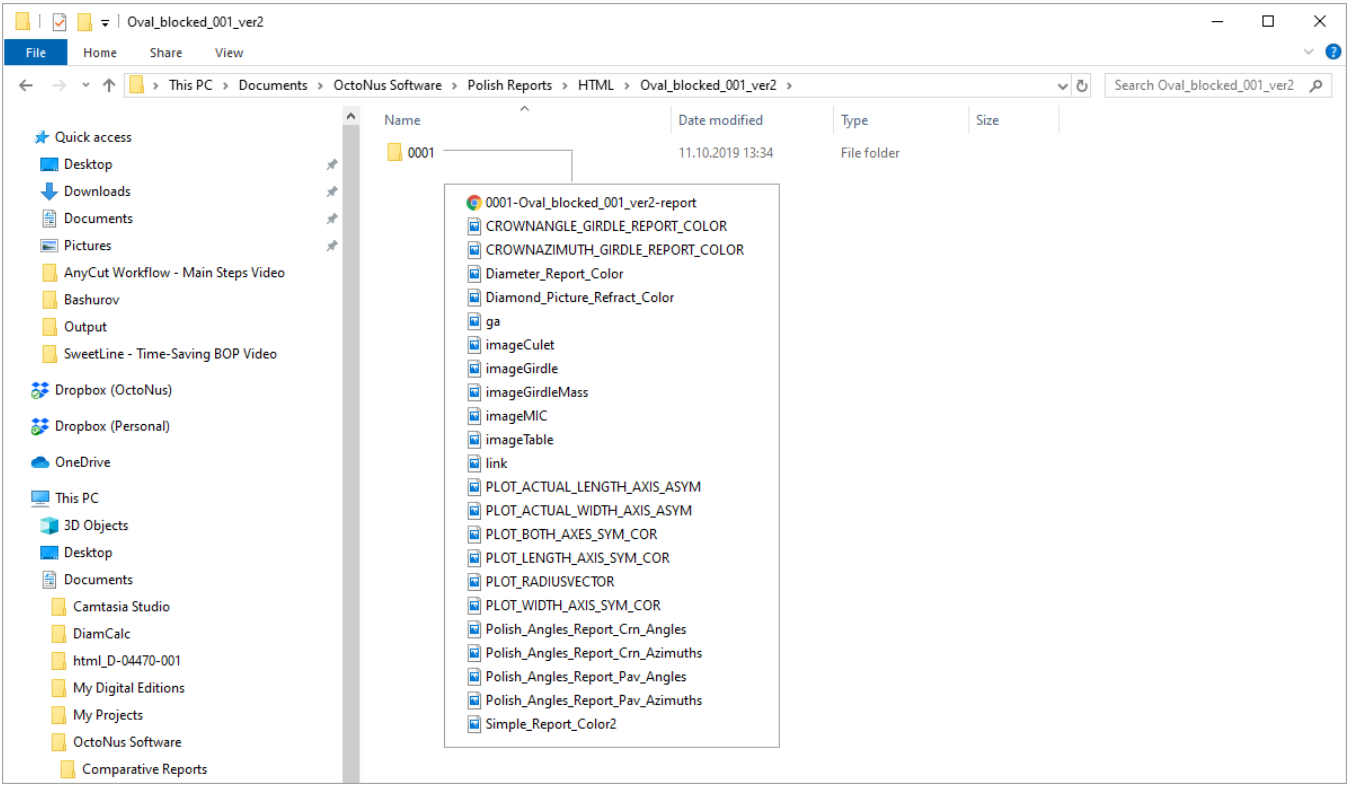 Oval_blocked_001_ver2
File Home Share View
This PC > Documents > OctoNus Software > Polish Reports > HTML > Oval_blocked_001_ver2 >
Search Oval_blocked_001_ver2
Quick access
Desktop
Downloads
Documents
Pictures
AnyCut Workflow - Main Steps Video
Bashurov
Output
SweetLine - Time-Saving BOP Video
Dropbox (OctoNus)
Dropbox (Personal)
OneDrive
This PC
3D Objects
Desktop
Documents
Camtasia Studio
DiamCalc
html_D-04470-001
My Digital Editions
My Projects
OctoNus Software
Comparative Reports
Name Date modified Type Size
0001 11.10.2019 13:34 File folder
0001-Oval_blocked_001_ver2-report
CROWNANGLE_GIRDLE_REPORT_COLOR
CROWNAZIMUTH_GIRDLE_REPORT_COLOR
Diameter_Report_Color
Diamond_Picture_Refract_Color
ga
imageCulet
imageGirdle
imageGirdleMass
imageMIC
imageTable
link
PLOT_ACTUAL_LENGTH_AXIS_ASYM
PLOT_ACTUAL_WIDTH_AXIS_ASYM
PLOT_BOTH_AXES_SYM_COR
PLOT_LENGTH_AXIS_SYM_COR
PLOT_RADIUSVECTOR
PLOT_WIDTH_AXIS_SYM_COR
Polish_Angles_Report_Crn_Angles
Polish_Angles_Report_Crn_Azimuths
Polish_Angles_Report_Pav_Angles
Polish_Angles_Report_Pav_Azimuths
Simple_Report_Color2